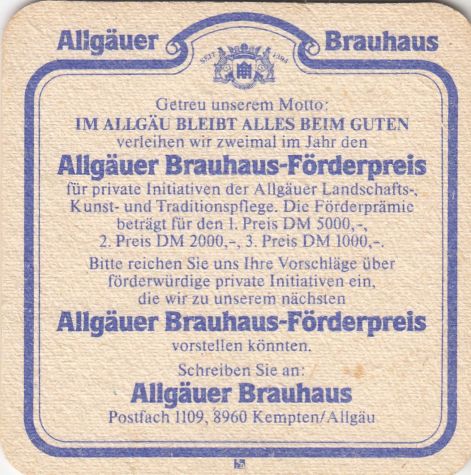 Allgäuer Brauhaus
SEIT 1394
Getreu unserem Motto:
IM ALLGÄU BLEIBT ALLES BEIM GUTEN
verleihen wir zweimal im Jahr den
Allgäuer Brauhaus-Förderpreis
für private Initiativen der Allgäuer Landschafts-,
Kunst- und Traditionspflege. Die Förderprämie
beträgt für den 1. Preis DM 5000,-,
2. Preis DM 2000,-, 3. Preis DM 1000,-.
Bitte reichen Sie uns Ihre Vorschläge über
förderwürdige private Initiativen ein,
die wir zu unserem nächsten
Allgäuer Brauhaus-Förderpreis
vorstellen könnten.
Schreiben Sie an:
Allgäuer Brauhaus
Postfach 1109, 8960 Kempten/Allgäu